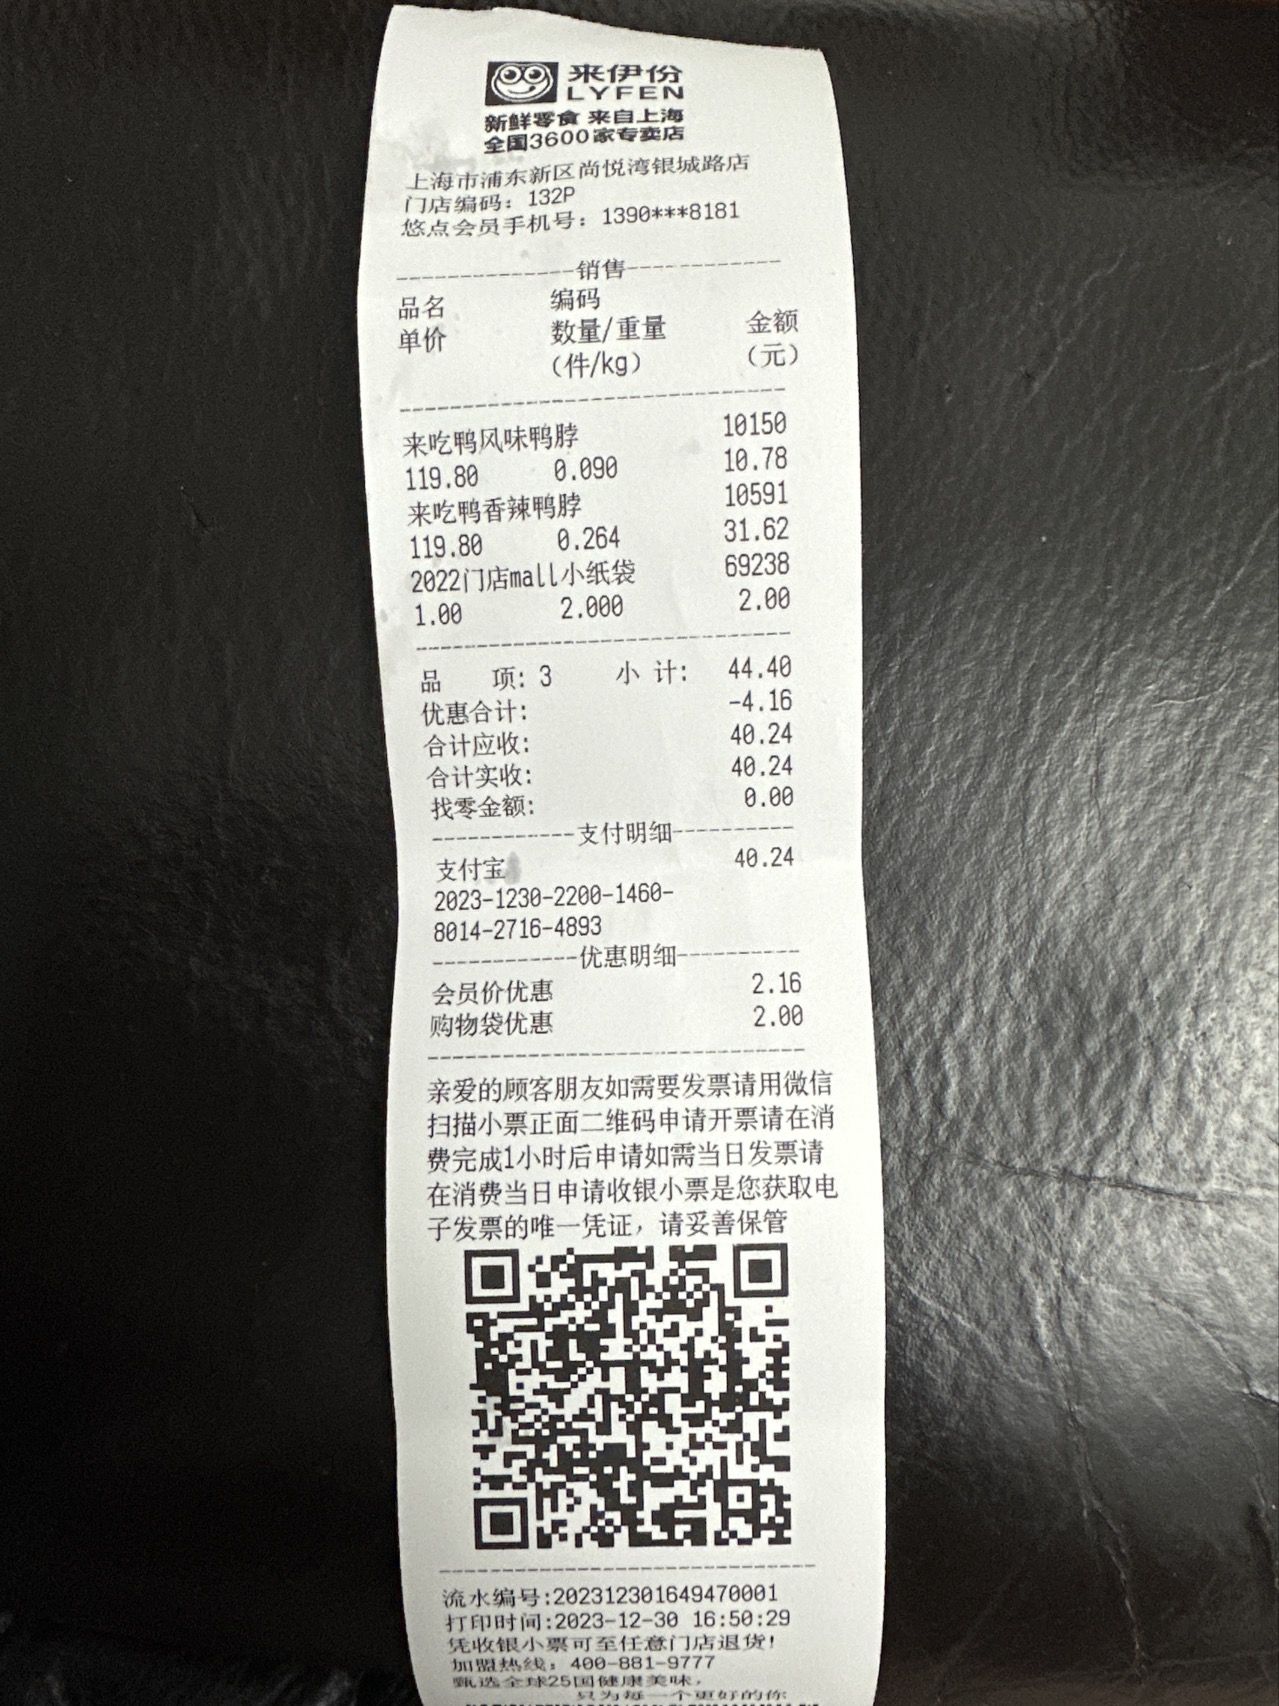 来伊份
LYFEN
新鲜零食 来自上海
全国3600家专卖店
上海市浦东新区尚悦湾银城路店
门店编码：132P
悠点会员手机号：1390***8181
--------------销售------------
品名 编码
单价 数量/重量 金额
（件/kg） （元）
------------------------------
来吃鸭风味鸭脖 10150
119.80 0.090 10.78
来吃鸭香辣鸭脖 10591
119.80 0.264 31.62
2022门店mall小纸袋 69238
1.00 2.000 2.00
------------------------------
品 项: 3 小 计: 44.40
优惠合计: -4.16
合计应收: 40.24
合计实收: 40.24
找零金额: 0.00
------------支付明细----------
支付宝 40.24
2023-1230-2200-1460-
8014-2716-4893
------------优惠明细----------
会员价优惠 2.16
购物袋优惠 2.00
------------------------------
亲爱的顾客朋友如需要发票请用微信
扫描小票正面二维码申请开票请在消
费完成1小时后申请如需当日发票请
在消费当日申请收银小票是您获取电
子发票的唯一凭证，请妥善保管
------------------------------
流水编号:202312301649470001
打印时间:2023-12-30 16:50:29
凭收银小票可至任意门店退货!
加盟热线：400-881-9777
甄选全球25国健康美味，
只为每一个更好的你